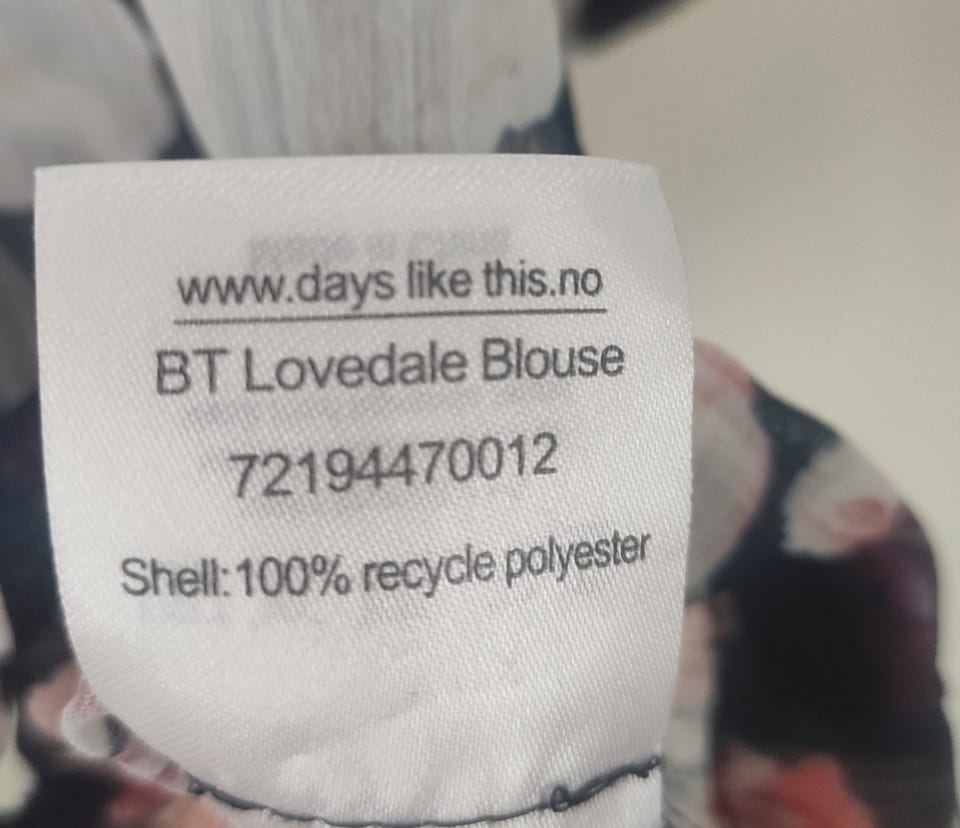 www.days like this.no
BT Lovedale Blouse
72194470012
Shell:100% recycle polyester